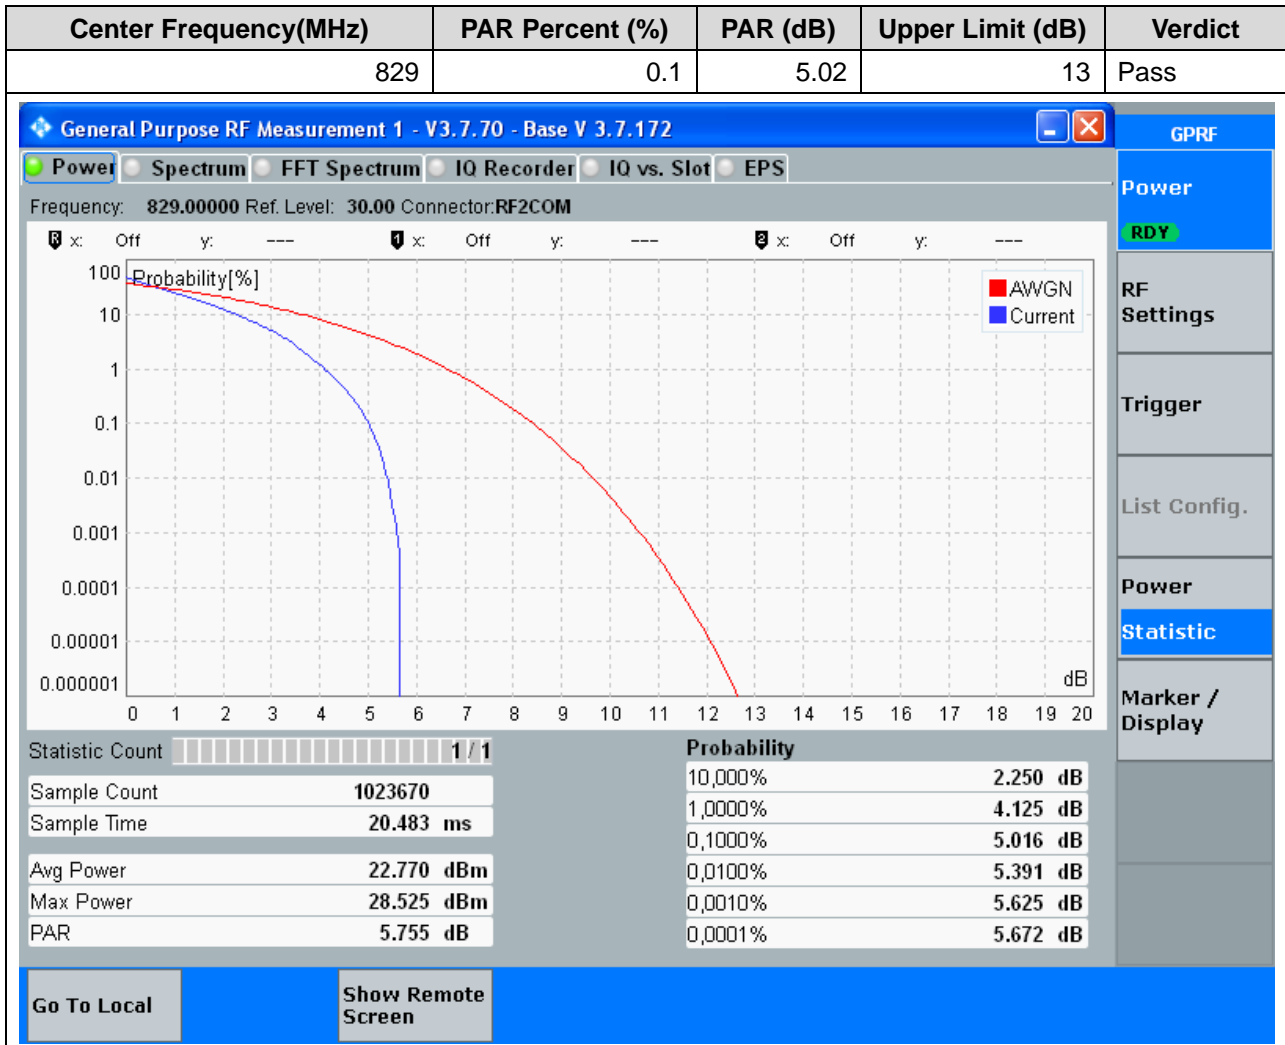 Center Frequency(MHz) PAR Percent (%) PAR (dB) Upper Limit (dB) Verdict
829 0.1 5.02 13 Pass
General Purpose RF Measurement 1 - V3.7.70 - Base V 3.7.172
GPRF
Power Spectrum FFT Spectrum IQ Recorder IQ vs. Slot EPS
Power
RDY
Frequency: 829.00000 Ref. Level: 30.00 Connector:RF2COM
R x: Off y: --- 1 x: Off y: --- 2 x: Off y: ---
Probability[%]
AWGN
Current
100
10
1
0.1
0.01
0.001
0.0001
0.00001
0.000001
dB
0 1 2 3 4 5 6 7 8 9 10 11 12 13 14 15 16 17 18 19 20
RF
Settings
Trigger
List Config.
Power
Statistic
Marker /
Display
Statistic Count 1 / 1
Sample Count 1023670
Sample Time 20.483 ms
Avg Power 22.770 dBm
Max Power 28.525 dBm
PAR 5.755 dB
Probability
10,000% 2.250 dB
1,0000% 4.125 dB
0,1000% 5.016 dB
0,0100% 5.391 dB
0,0010% 5.625 dB
0,0001% 5.672 dB
Go To Local
Show Remote
Screen